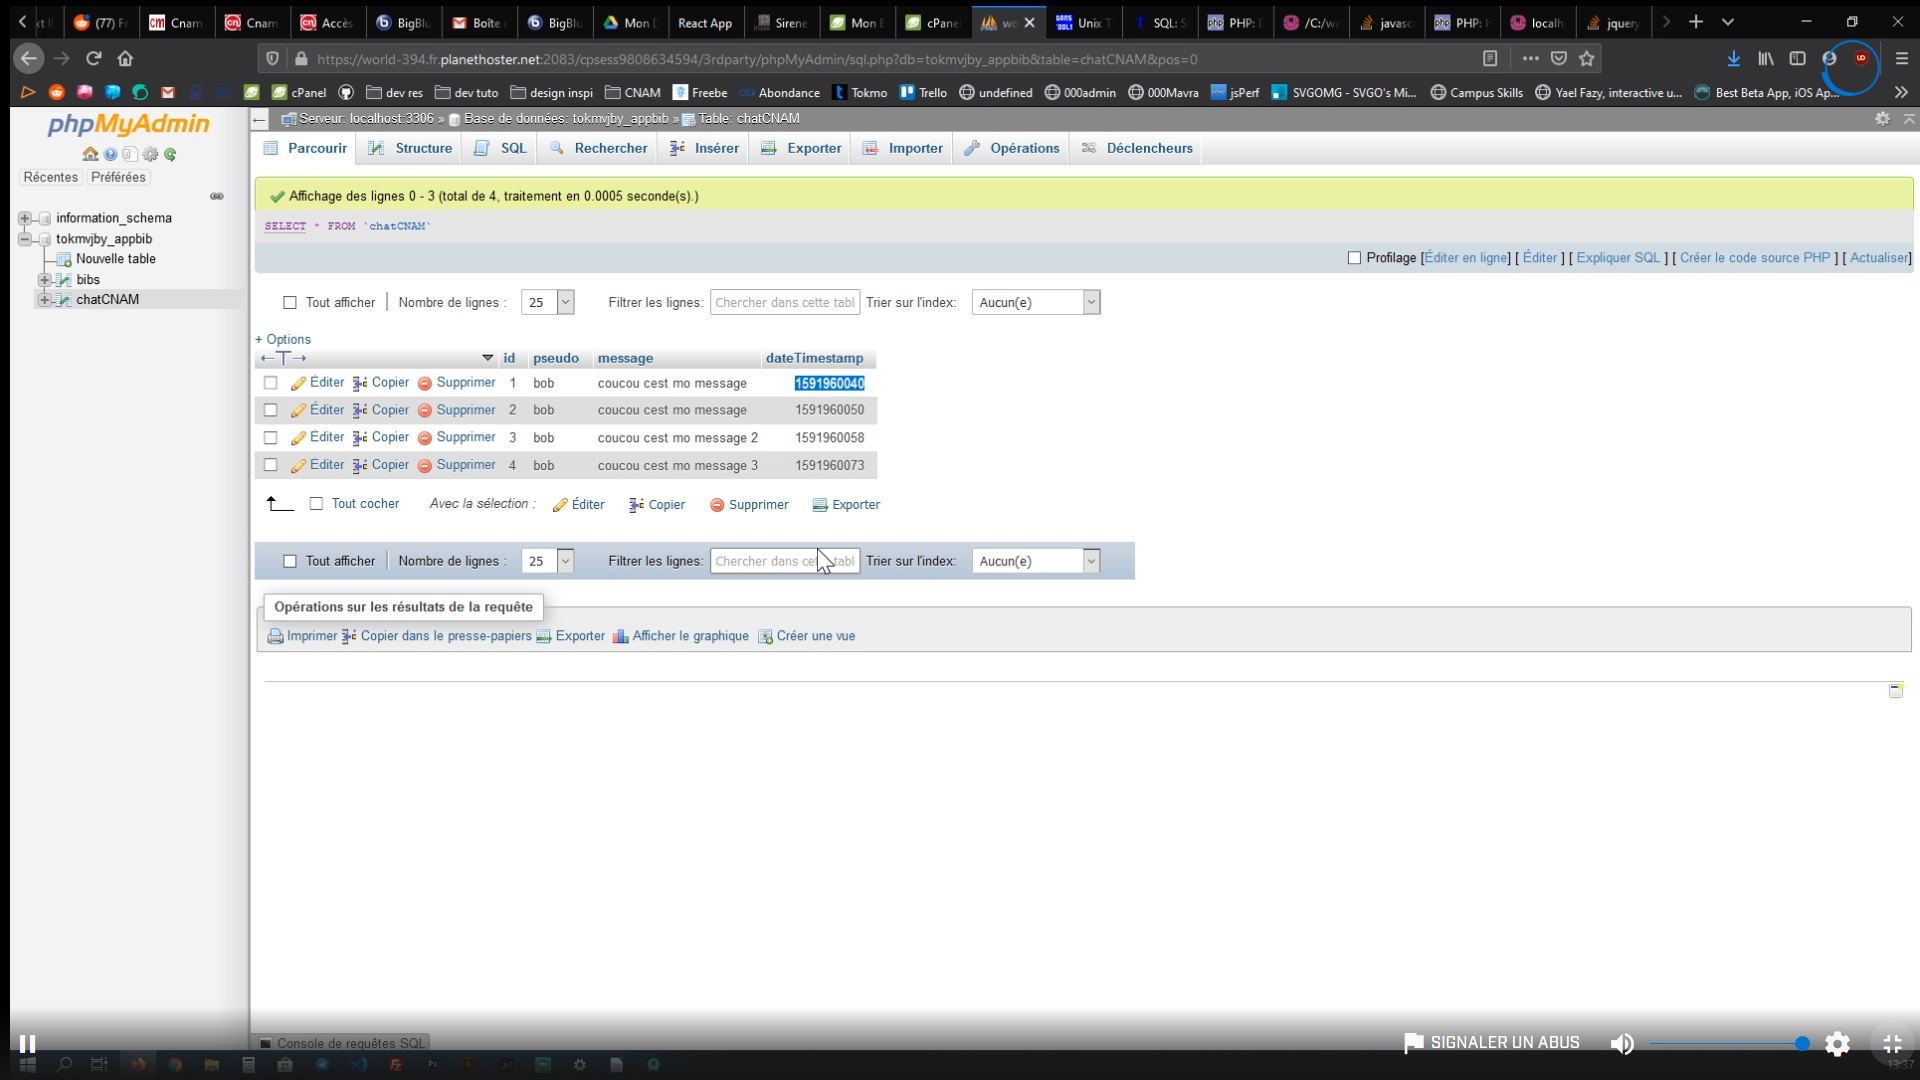 (77) F
Cnam
Cnam
Accès
BigBlu
Boîte
BigBlu
Mon
React App
Sirene
Mon
cPane
wo
Unix T
SQL: S
PHP:
/C:/w
javasc
PHP:
localh
jquery
https://world-394.fr.planethoster.net:2083/cpsess9808634594/3rdparty/phpMyAdmin/sql.php?db=tokmvjby_appbib&table=chatCNAM&pos=0
cPanel
dev res
dev tuto
design inspi
CNAM
Freebe
Abondance
Tokmo
Trello
undefined
000admin
000Mavra
jsPerf
SVGOMG - SVGO's Mi...
Campus Skills
Yael Fazy, interactive u...
Best Beta App, iOS Ap...
phpMyAdmin
Récentes Préférées
information_schema
tokmvjby_appbib
Nouvelle table
bibs
chatCNAM
Serveur: localhost:3306 » Base de données: tokmvjby_appbib » Table: chatCNAM
Parcourir Structure SQL Rechercher Insérer Exporter Importer Opérations Déclencheurs
Affichage des lignes 0 - 3 (total de 4, traitement en 0.0005 seconde(s).)
SELECT * FROM `chatCNAM`
Profilage [Éditer en ligne] [ Éditer ] [ Expliquer SQL ] [ Créer le code source PHP ] [ Actualiser]
Tout afficher Nombre de lignes : 25 Filtrer les lignes: Chercher dans cette tabl Trier sur l'index: Aucun(e)
+ Options
←T→ id pseudo message dateTimestamp
Éditer Copier Supprimer 1 bob coucou cest mo message 1591960040
Éditer Copier Supprimer 2 bob coucou cest mo message 1591960050
Éditer Copier Supprimer 3 bob coucou cest mo message 2 1591960058
Éditer Copier Supprimer 4 bob coucou cest mo message 3 1591960073
Tout cocher Avec la sélection : Éditer Copier Supprimer Exporter
Tout afficher Nombre de lignes : 25 Filtrer les lignes: Chercher dans cet tabl Trier sur l'index: Aucun(e)
Opérations sur les résultats de la requête
Imprimer Copier dans le presse-papiers Exporter Afficher le graphique Créer une vue
Console de requêtes SQL
SIGNALER UN ABUS
13:37